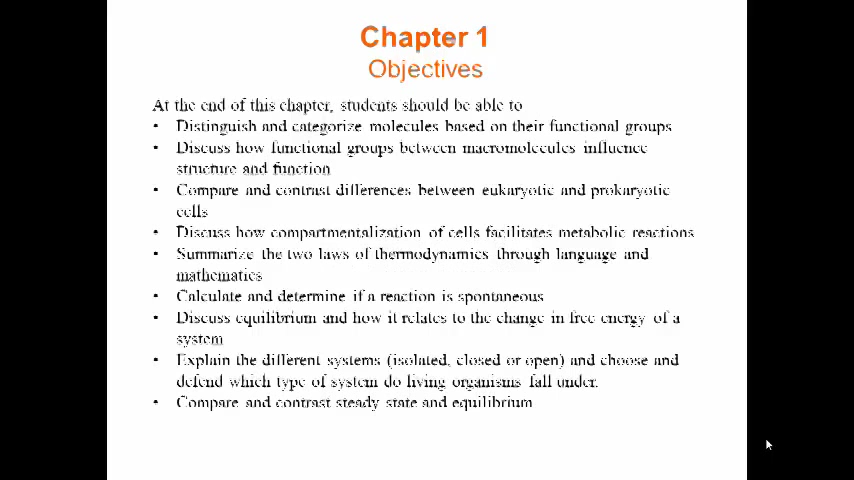 Chapter 1
Objectives
At the end of this chapter, students should be able to
• Distinguish and categorize molecules based on their functional groups
• Discuss how functional groups between macromolecules influence
structure and function
• Compare and contrast differences between eukaryotic and prokaryotic
cells
• Discuss how compartmentalization of cells facilitates metabolic reactions
• Summarize the two laws of thermodynamics through language and
mathematics
• Calculate and determine if a reaction is spontaneous
• Discuss equilibrium and how it relates to the change in free energy of a
system
• Explain the different systems (isolated, closed or open) and choose and
defend which type of system do living organisms fall under.
• Compare and contrast steady state and equilibrium